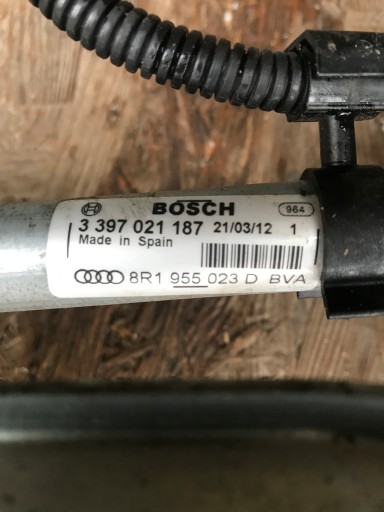 BOSCH 964
3 397 021 187 21/03/12 1
Made in Spain
8R1 955 023 D BVA